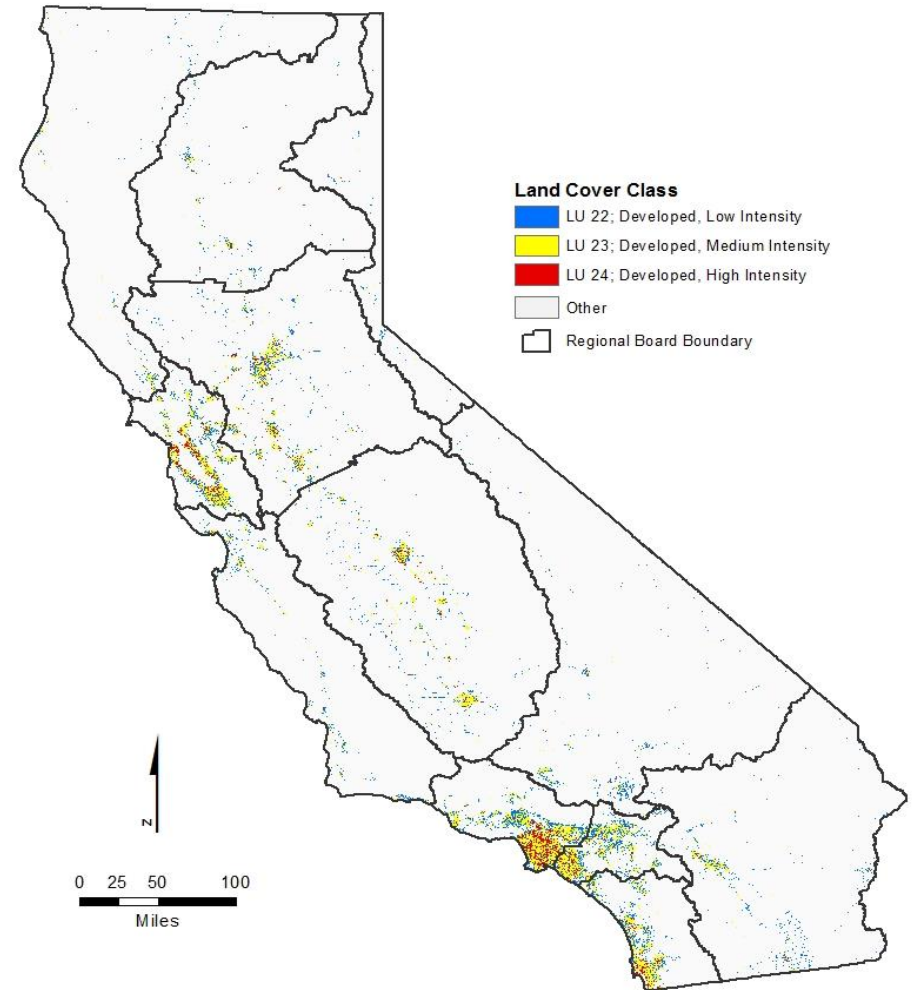 Land Cover Class
LU 22; Developed, Low Intensity
LU 23; Developed, Medium Intensity
LU 24; Developed, High Intensity
Other
Regional Board Boundary
N
0 25 50 100
Miles